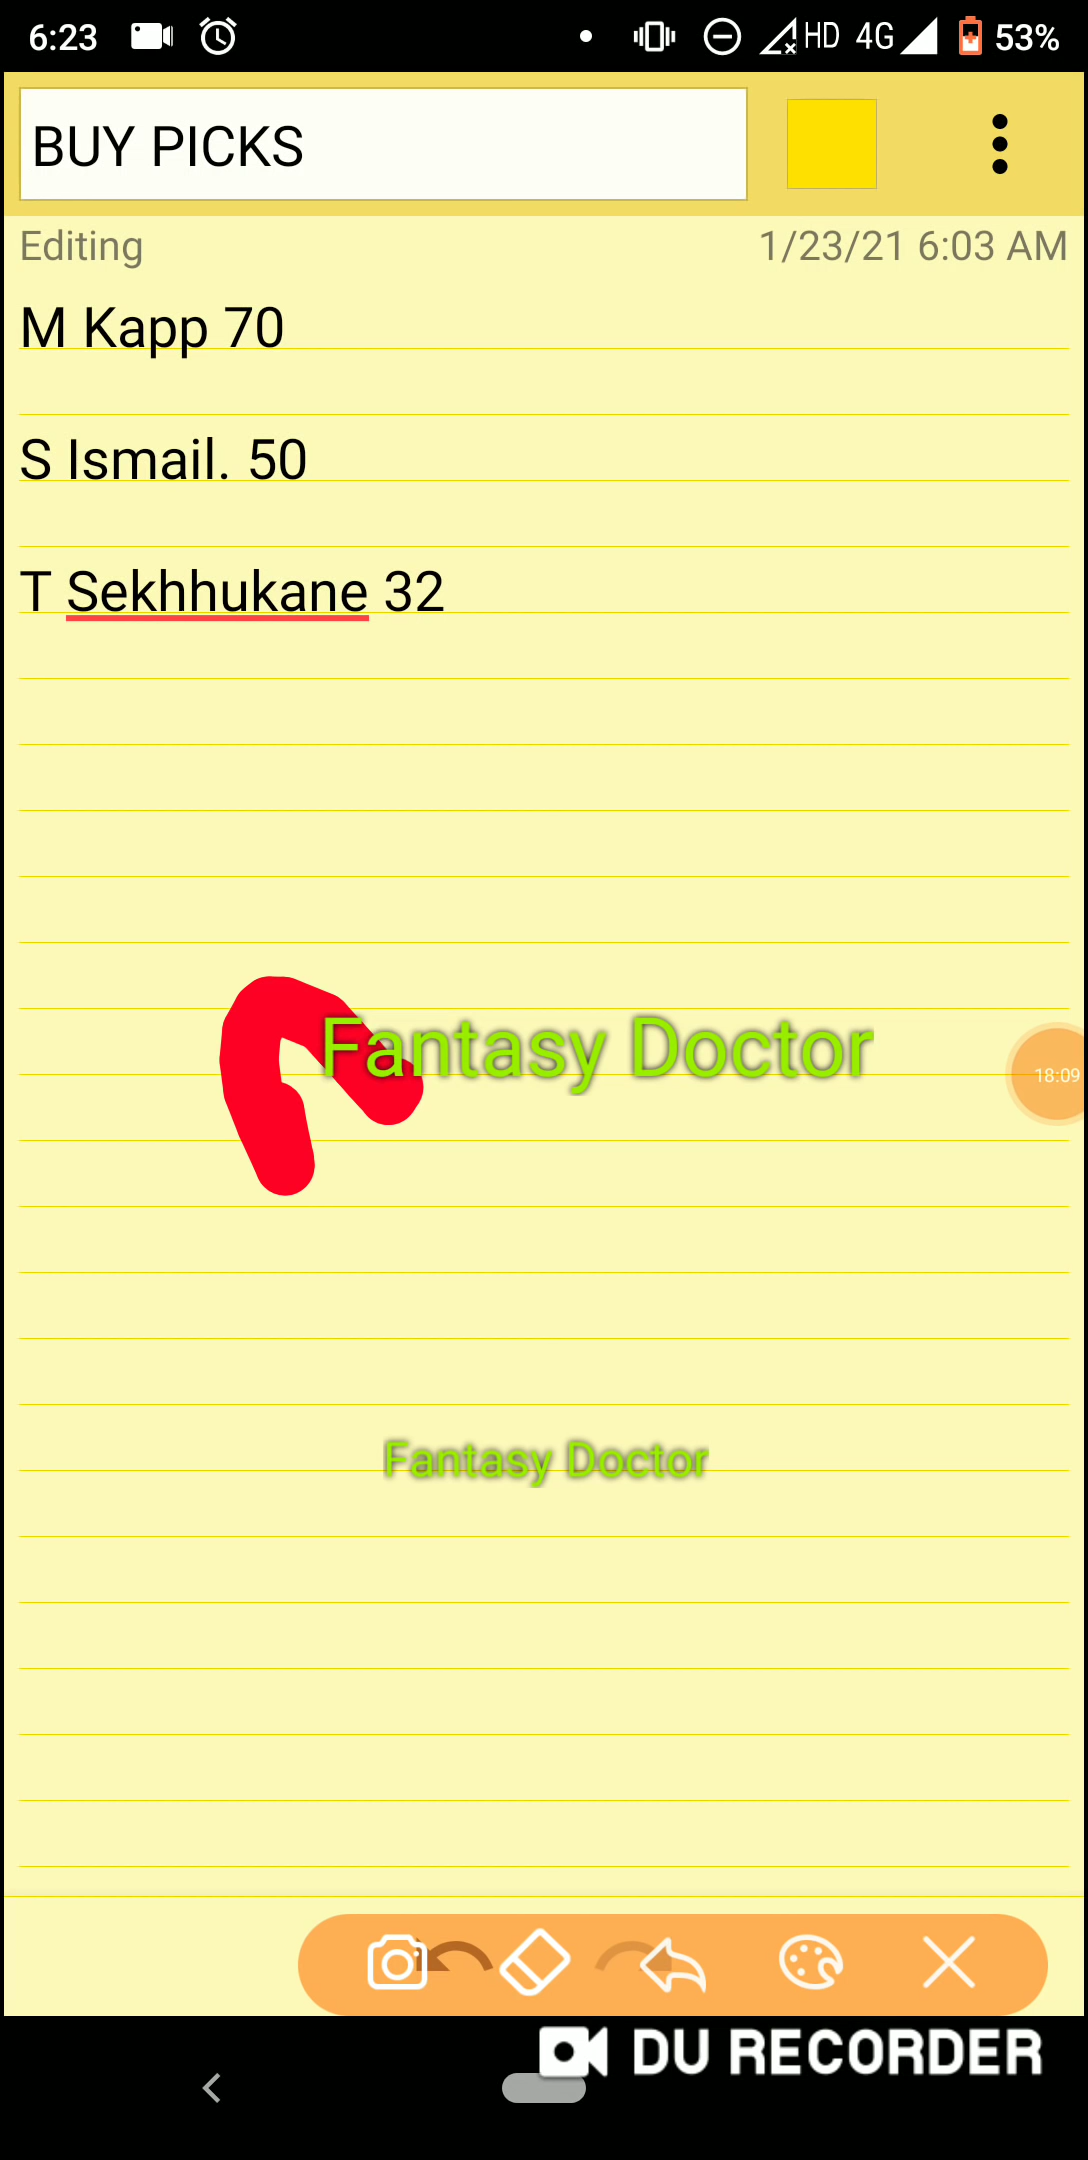 6:23 HD 4G 53%
BUY PICKS
Editing 1/23/21 6:03 AM
M Kapp 70
S Ismail. 50
T Sekhhukane 32
Fantasy Doctor
18:09
Fantasy Doctor
DU RECORDER